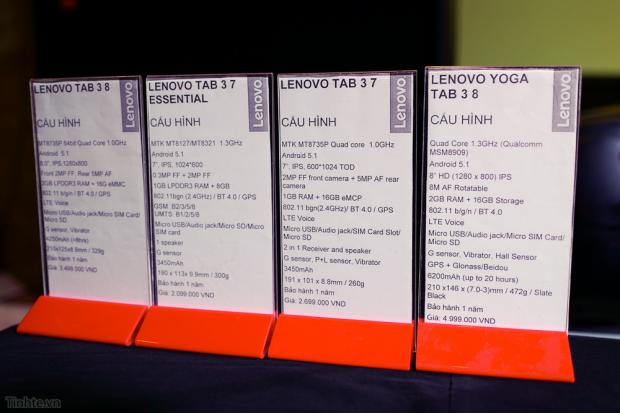 LENOVO TAB 3 8
Lenovo
CẤU HÌNH
MT8735P 64bit Quad Core 1.0GHz
Android 5.1
8.0", IPS,1280x800
Front 2MP FF, Rear 5MP AF
2GB LPDDR3 RAM + 16G eMMC
802.11 b/g/n / BT 4.0 / GPS
LTE Voice
Micro USB/Audio jack/Micro SIM Card/
Micro SD
G sensor, Vibrator
4250mAh (>8hrs)
210x125x8.8mm / 329g
Bảo hành 1 năm
Giá: 3.499.000 VND
LENOVO TAB 3 7
ESSENTIAL
Lenovo
CẤU HÌNH
MTK MT8127/MT8321 1.3GHz
Android 5.1
7", IPS, 1024*600
0.3MP FF + 2MP FF
1GB LPDDR3 RAM + 8GB
802.11bgn (2.4GHz) / BT 4.0 / GPS
GSM: B2/3/5/8
UMTS: B1/2/5/8
Micro USB/Audio jack/Micro SD/Micro
SIM card
1 speaker
G sensor
3450mAh
190 x 113x 9.9mm / 300g
Bảo hành 1 năm
Giá: 2.099.000 VND
LENOVO TAB 3 7
Lenovo
CẤU HÌNH
MTK MT8735P Quad core 1.0GHz
Android 5.1
7", IPS, 600*1024 TOD
2MP FF front camera + 5MP AF rear
camera
1GB RAM + 16GB eMCP
802.11 bgn(2.4GHz)/ BT 4.0 / GPS
LTE Voice
Micro USB/Audio jack/Micro SIM Card Slot/
Micro SD
2 in 1 Receiver and speaker
G sensor, P+L sensor, Vibrator
3450mAh
191 x 101 x 8.8mm / 260g
Bảo hành 1 năm
Giá: 2.699.000 VND
LENOVO YOGA
TAB 3 8
Lenovo
CẤU HÌNH
Quad Core 1.3GHz (Qualcomm
MSM8909)
Android 5.1
8" HD (1280 x 800) IPS
8M AF Rotatable
2GB RAM + 16GB Storage
802.11 b/g/n / BT 4.0
LTE Voice
Micro USB/Audio jack/Micro SIM Card/
Micro SD
G sensor, Vibrator, Hall Sensor
GPS + Glonass/Beidou
6200mAh (up to 20 hours)
210 x146 x (7.0-3)mm / 472g / Slate
Black
Bảo hành 1 năm
Giá: 4.999.000 VND
Tinhte.vn